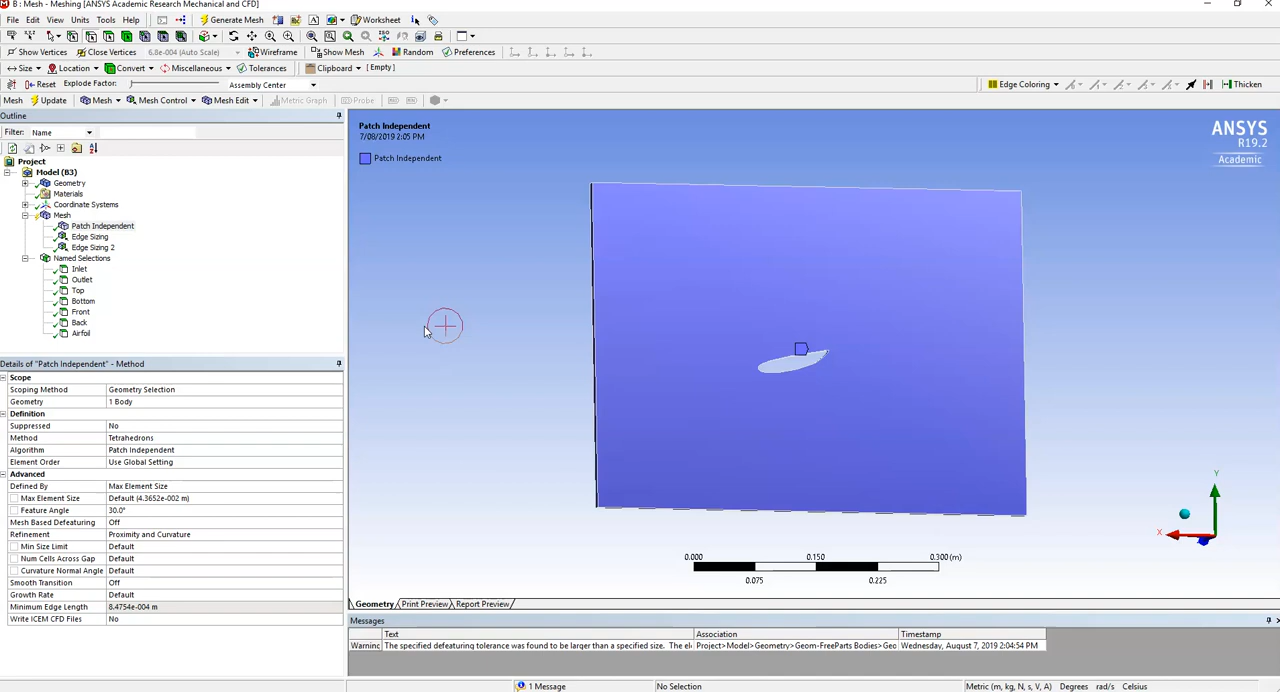 B : Mesh - Meshing [ANSYS Academic Research Mechanical and CFD]
File Edit View Units Tools Help Generate Mesh Worksheet
Show Vertices Close Vertices 6.8e-004 (Auto Scale) Wireframe Show Mesh Random Preferences
Size Location Convert Miscellaneous Tolerances Clipboard [Empty]
Reset Explode Factor: Assembly Center Edge Coloring Thicken
Mesh Update Mesh Mesh Control Mesh Edit Metric Graph Probe
Outline
Filter: Name
Project
Model (B3)
Geometry
Materials
Coordinate Systems
Mesh
Patch Independent
Edge Sizing
Edge Sizing 2
Named Selections
Inlet
Outlet
Top
Bottom
Front
Back
Airfoil
Details of "Patch Independent" - Method
Scope
Scoping Method Geometry Selection
Geometry 1 Body
Definition
Suppressed No
Method Tetrahedrons
Algorithm Patch Independent
Element Order Use Global Setting
Advanced
Defined By Max Element Size
Max Element Size Default (4.3652e-002 m)
Feature Angle 30.0°
Mesh Based Defeaturing Off
Refinement Proximity and Curvature
Min Size Limit Default
Num Cells Across Gap Default
Curvature Normal Angle Default
Smooth Transition Off
Growth Rate Default
Minimum Edge Length 8.4754e-004 m
Write ICEM CFD Files No
Patch Independent
7/08/2019 2:05 PM
Patch Independent
ANSYS
R19.2
Academic
Y
X
0.000 0.150 0.300 (m)
0.075 0.225
Geometry Print Preview Report Preview
Messages
Text Association Timestamp
Warning The specified defeaturing tolerance was found to be larger than a specified size. The el Project>Model>Geometry>Geom-FreeParts Bodies>Geo Wednesday, August 7, 2019 2:04:54 PM
1 Message No Selection Metric (m, kg, N, s, V, A) Degrees rad/s Celsius